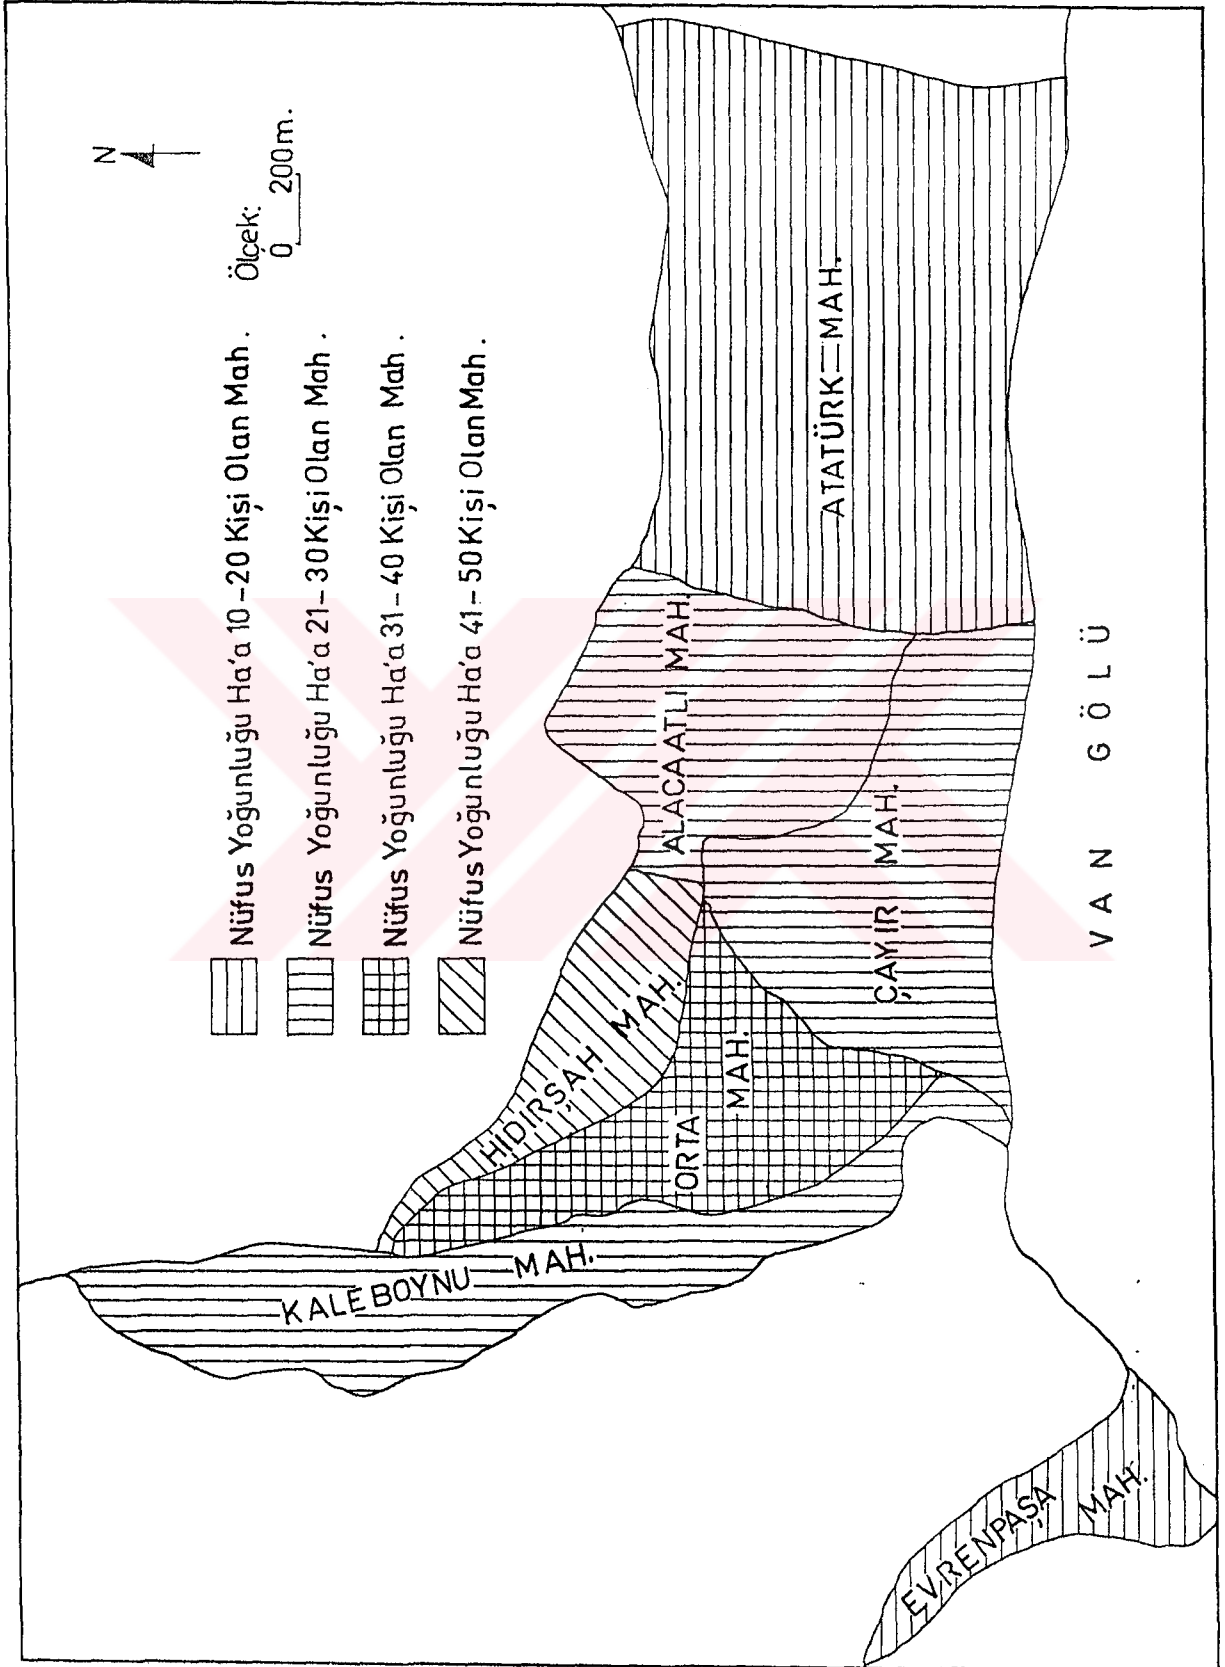 N
Ölçek:
0 200m.
Nüfus Yoğunluğu Ha'a 10-20 Kişi Olan Mah.
Nüfus Yoğunluğu Ha'a 21-30 Kişi Olan Mah.
Nüfus Yoğunluğu Ha'a 31-40 Kişi Olan Mah.
Nüfus Yoğunluğu Ha'a 41-50 Kişi Olan Mah.
KALEBOYNU MAH.
HIDIRŞAH MAH.
ORTA MAH.
ALACAATLI MAH.
ÇAYIR MAH.
ATATÜRK MAH.
EVRENPAŞA MAH.
VAN GÖLÜ